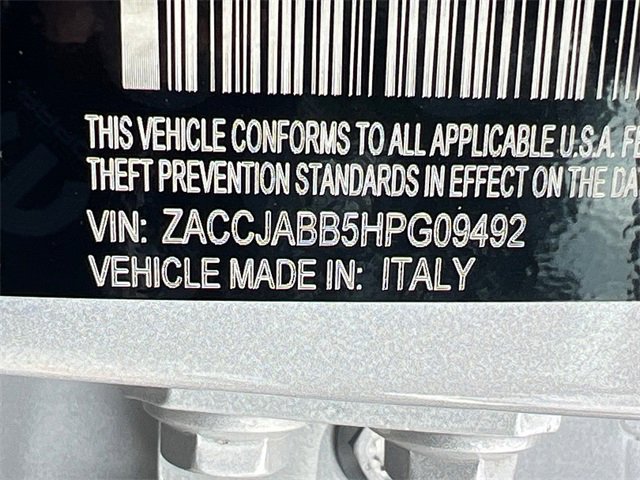 THIS VEHICLE CONFORMS TO ALL APPLICABLE U.S.A.
THEFT PREVENTION STANDARDS IN EFFECT ON THE
VIN: ZACCJABB5HPG09492
VEHICLE MADE IN: ITALY